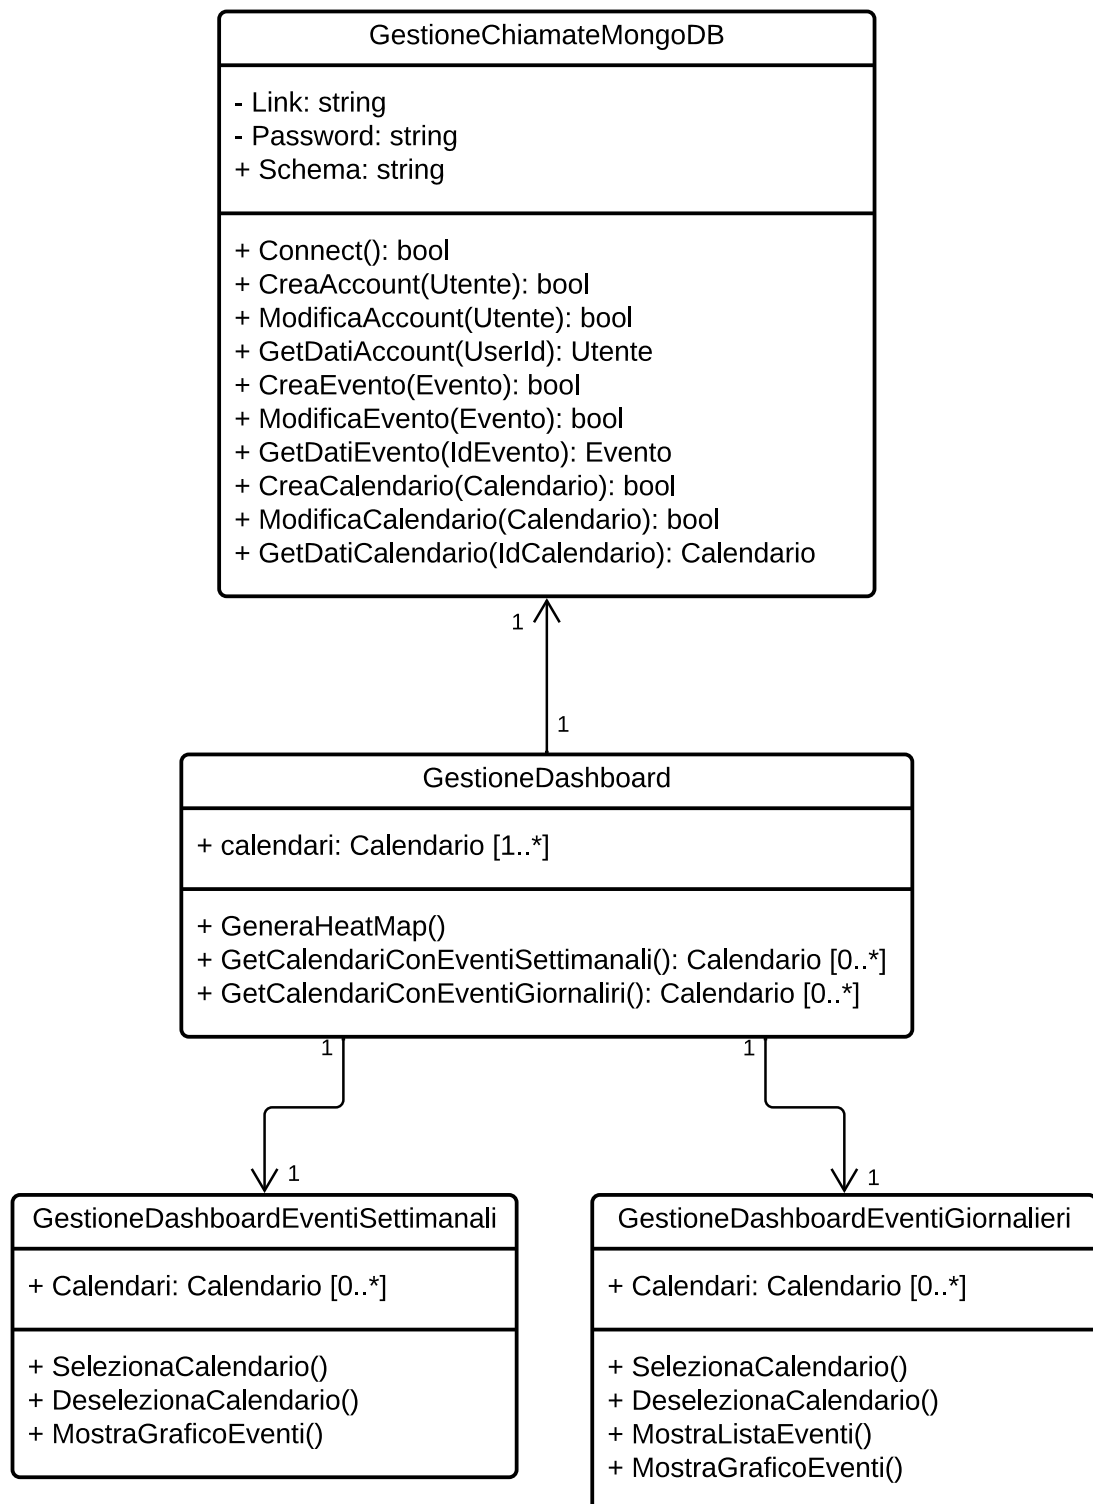 GestioneChiamateMongoDB
- Link: string
- Password: string
+ Schema: string
+ Connect(): bool
+ CreaAccount(Utente): bool
+ ModificaAccount(Utente): bool
+ GetDatiAccount(UserId): Utente
+ CreaEvento(Evento): bool
+ ModificaEvento(Evento): bool
+ GetDatiEvento(IdEvento): Evento
+ CreaCalendario(Calendario): bool
+ ModificaCalendario(Calendario): bool
+ GetDatiCalendario(IdCalendario): Calendario
1
1
GestioneDashboard
+ calendari: Calendario [1..*]
+ GeneraHeatMap()
+ GetCalendariConEventiSettimanali(): Calendario [0..*]
+ GetCalendariConEventiGiornaliri(): Calendario [0..*]
1
1
1
1
GestioneDashboardEventiSettimanali
+ Calendari: Calendario [0..*]
+ SelezionaCalendario()
+ DeselezionaCalendario()
+ MostraGraficoEventi()
GestioneDashboardEventiGiornalieri
+ Calendari: Calendario [0..*]
+ SelezionaCalendario()
+ DeselezionaCalendario()
+ MostraListaEventi()
+ MostraGraficoEventi()